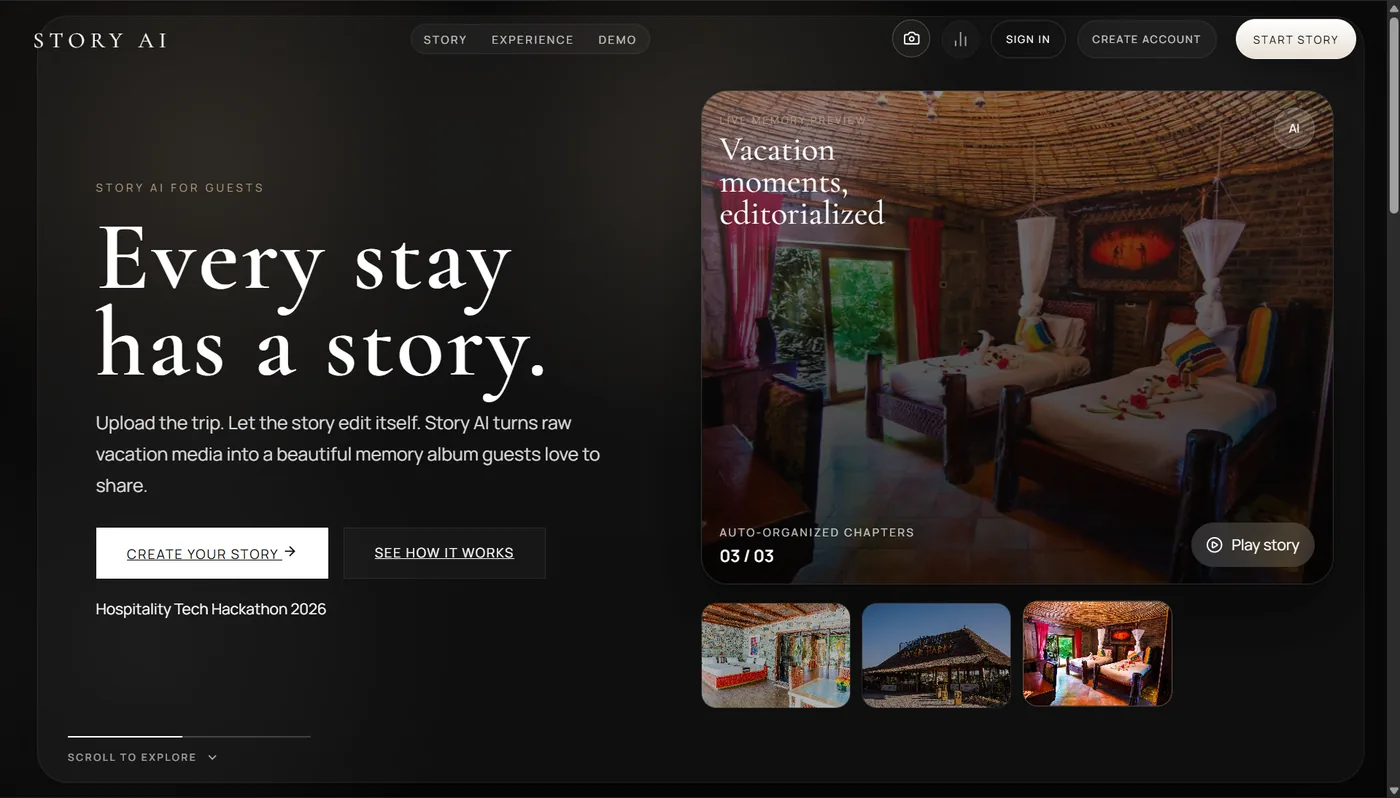 STORY AI
STORY EXPERIENCE DEMO
SIGN IN
CREATE ACCOUNT
START STORY
STORY AI FOR GUESTS
Every stay
has a story.
Upload the trip. Let the story edit itself. Story AI turns raw
vacation media into a beautiful memory album guests love to
share.
CREATE YOUR STORY →
SEE HOW IT WORKS
Hospitality Tech Hackathon 2026
SCROLL TO EXPLORE
LIVE MEMORY PREVIEW
AI
Vacation
moments,
editorialized
AUTO-ORGANIZED CHAPTERS
03 / 03
Play story